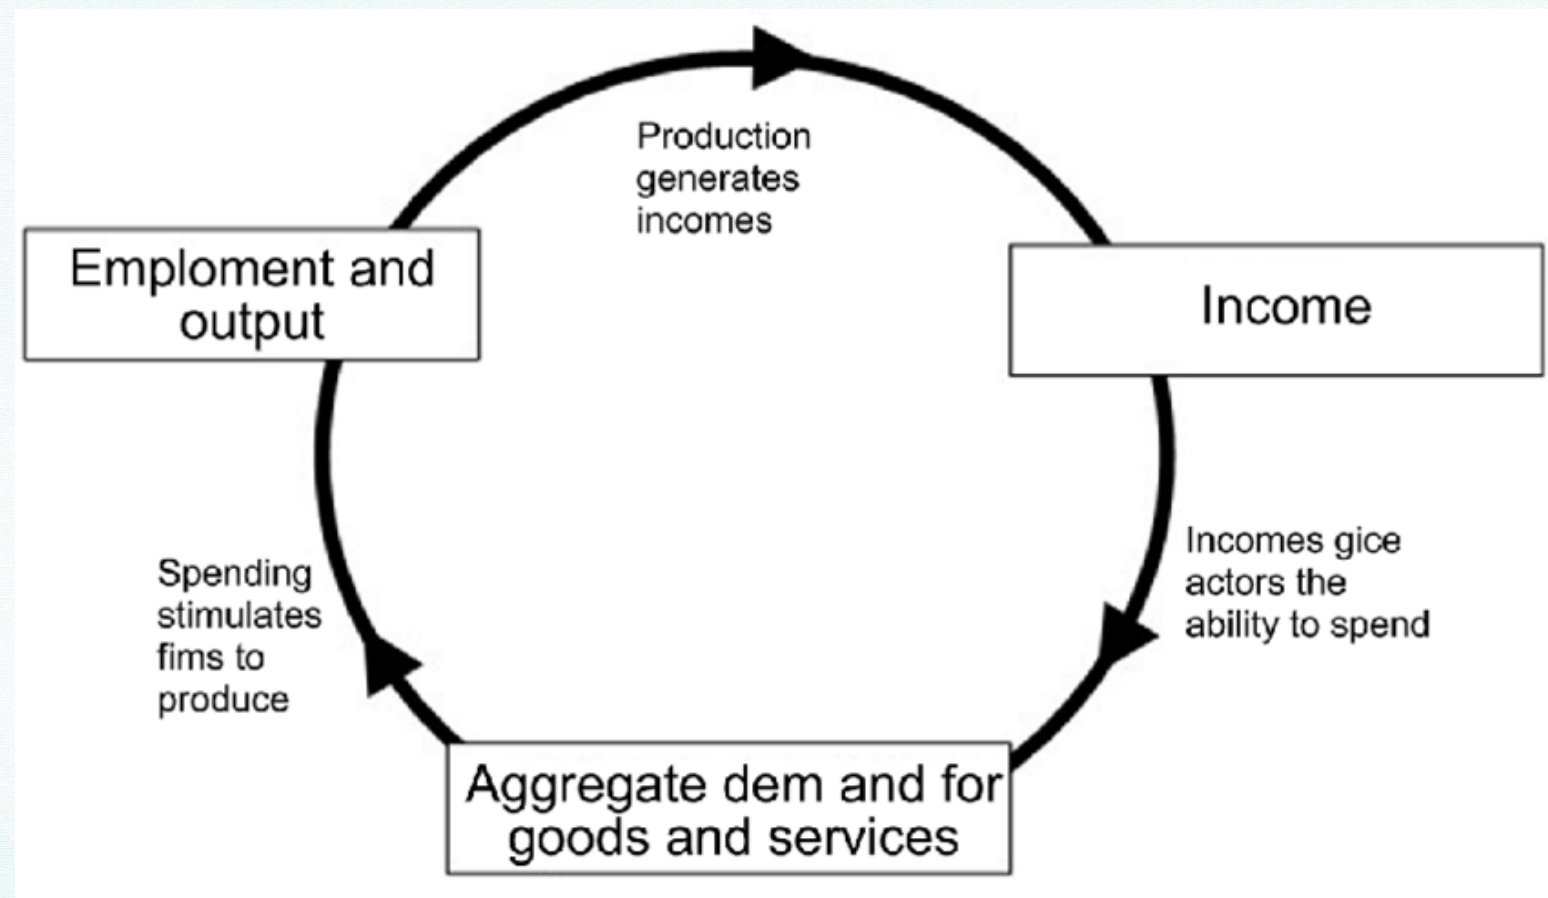 Production
generates
incomes
Emploment and
output
Income
Incomes gice
actors the
ability to spend
Spending
stimulates
fims to
produce
Aggregate dem and for
goods and services